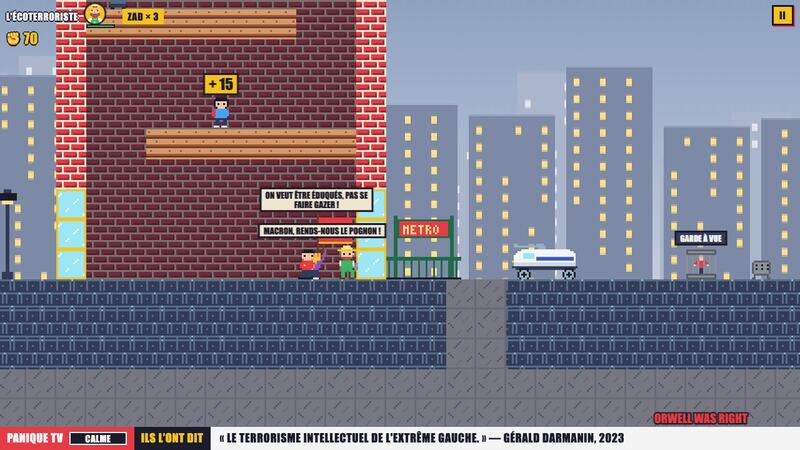 L'ÉCOTERRORISTE
ZAD × 3
70
+ 15
ON VEUT ÊTRE ÉDUQUÉS, PAS SE
FAIRE GAZER !
MACRON, RENDS-NOUS LE POGNON !
METRO
GARDE À VUE
ORWELL WAS RIGHT
PANIQUE TV
CALME
ILS L'ONT DIT
« LE TERRORISME INTELLECTUEL DE L'EXTRÊME GAUCHE. » — GÉRALD DARMANIN, 2023